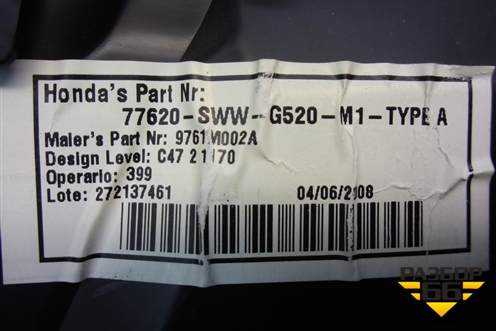 Honda's Part Nr:
77620-SWW-G520-M1-TYPE A
Maler's Part Nr: 9761M002A
Design Level: C47 2 1170
Operario: 399
Lote: 272137461 04/06/2008
РАЗБОР
66